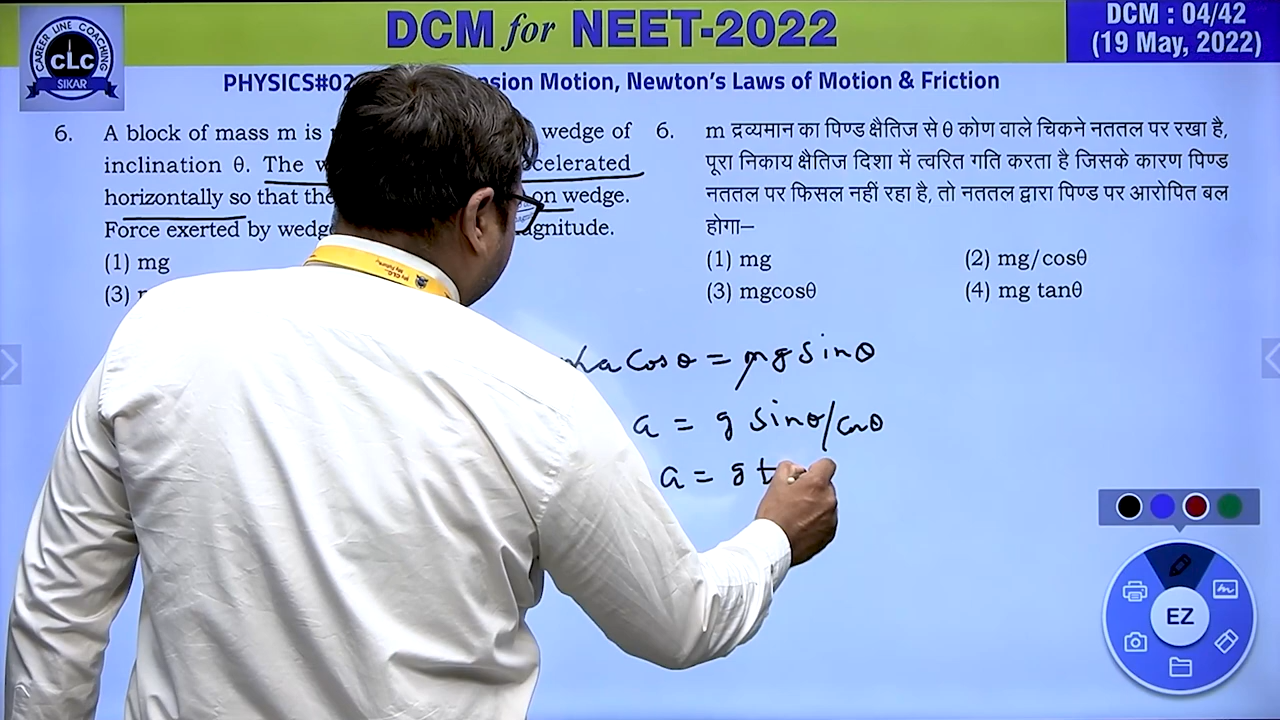 DCM for NEET-2022
DCM : 04/42
(19 May, 2022)
CAREER LINE COACHING
CLC
SIKAR
PHYSICS#02 nsion Motion, Newton's Laws of Motion & Friction
6. A block of mass m is wedge of
inclination θ. The celerated
horizontally so that the on wedge.
Force exerted by wedg agnitude.
(1) mg
(3)
6. m द्रव्यमान का पिण्ड क्षैतिज से θ कोण वाले चिकने नततल पर रखा है,
पूरा निकाय क्षैतिज दिशा में त्वरित गति करता है जिसके कारण पिण्ड
नततल पर फिसल नहीं रहा है, तो नततल द्वारा पिण्ड पर आरोपित बल
होगा–
(1) mg (2) mg/cosθ
(3) mgcosθ (4) mg tanθ
ma cosθ = mg sinθ
a = g sinθ/cosθ
a = g t
EZ